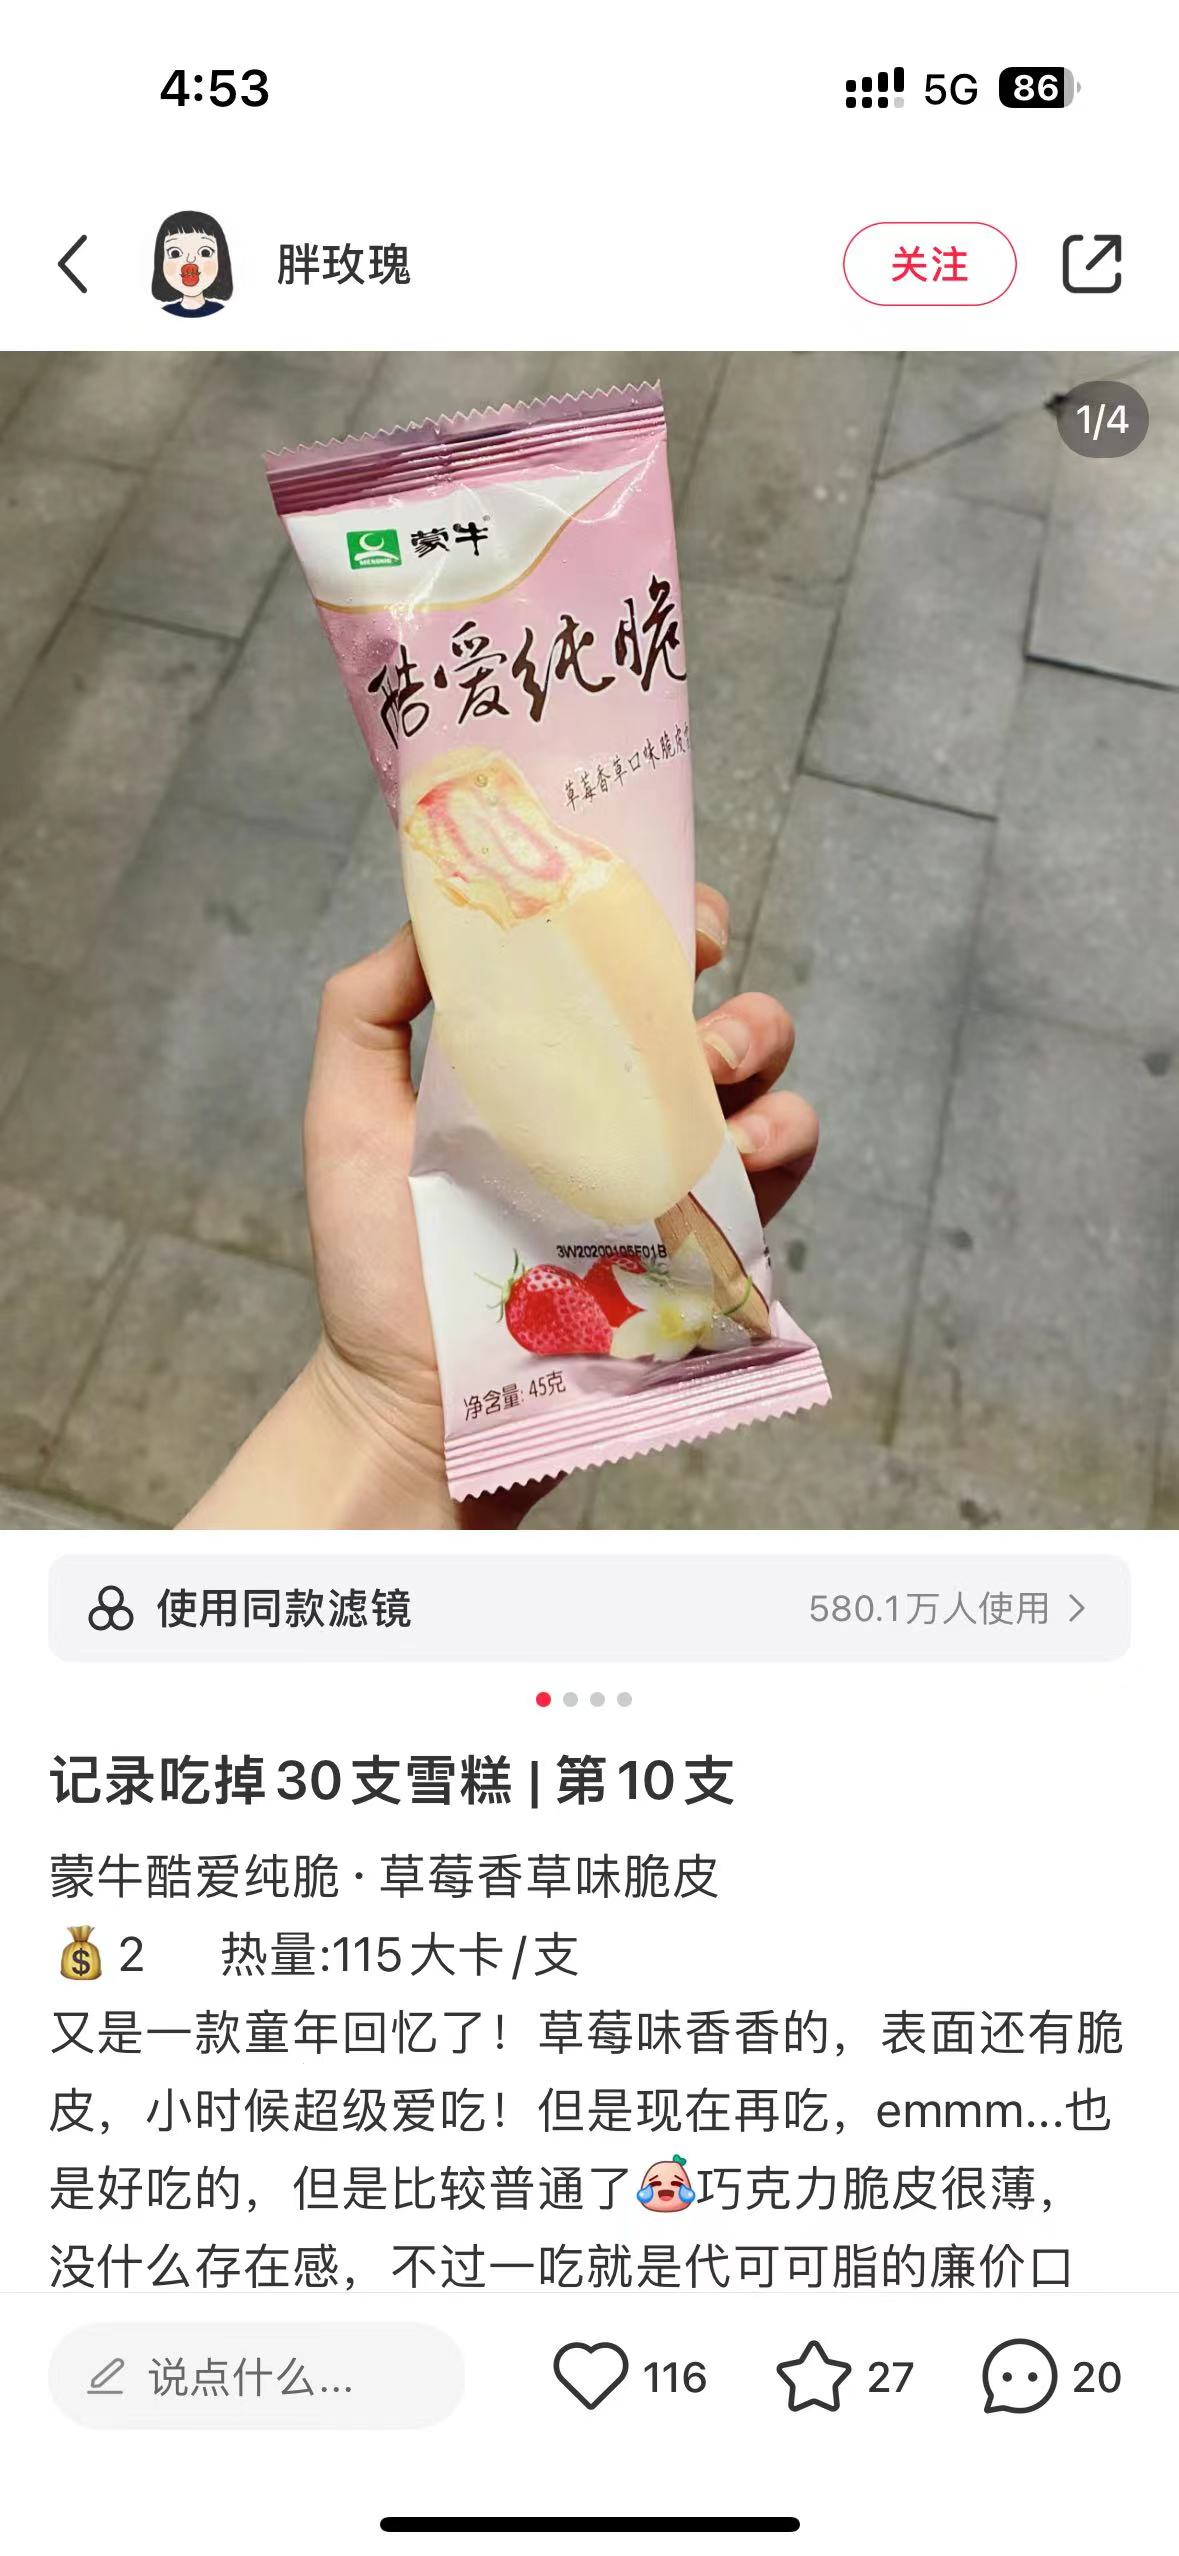 4:53
5G 86
胖玫瑰
关注
1/4
蒙牛
MENGNIU
酷爱纯脆
草莓香草口味脆皮
3W20200105E01B
净含量: 45克
使用同款滤镜
580.1万人使用
记录吃掉30支雪糕 | 第10支
蒙牛酷爱纯脆·草莓香草味脆皮
💰2 热量:115大卡/支
又是一款童年回忆了！草莓味香香的，表面还有脆
皮，小时候超级爱吃！但是现在再吃，emmm...也
是好吃的，但是比较普通了巧克力脆皮很薄，
没什么存在感，不过一吃就是代可可脂的廉价口
说点什么...
116
27
20